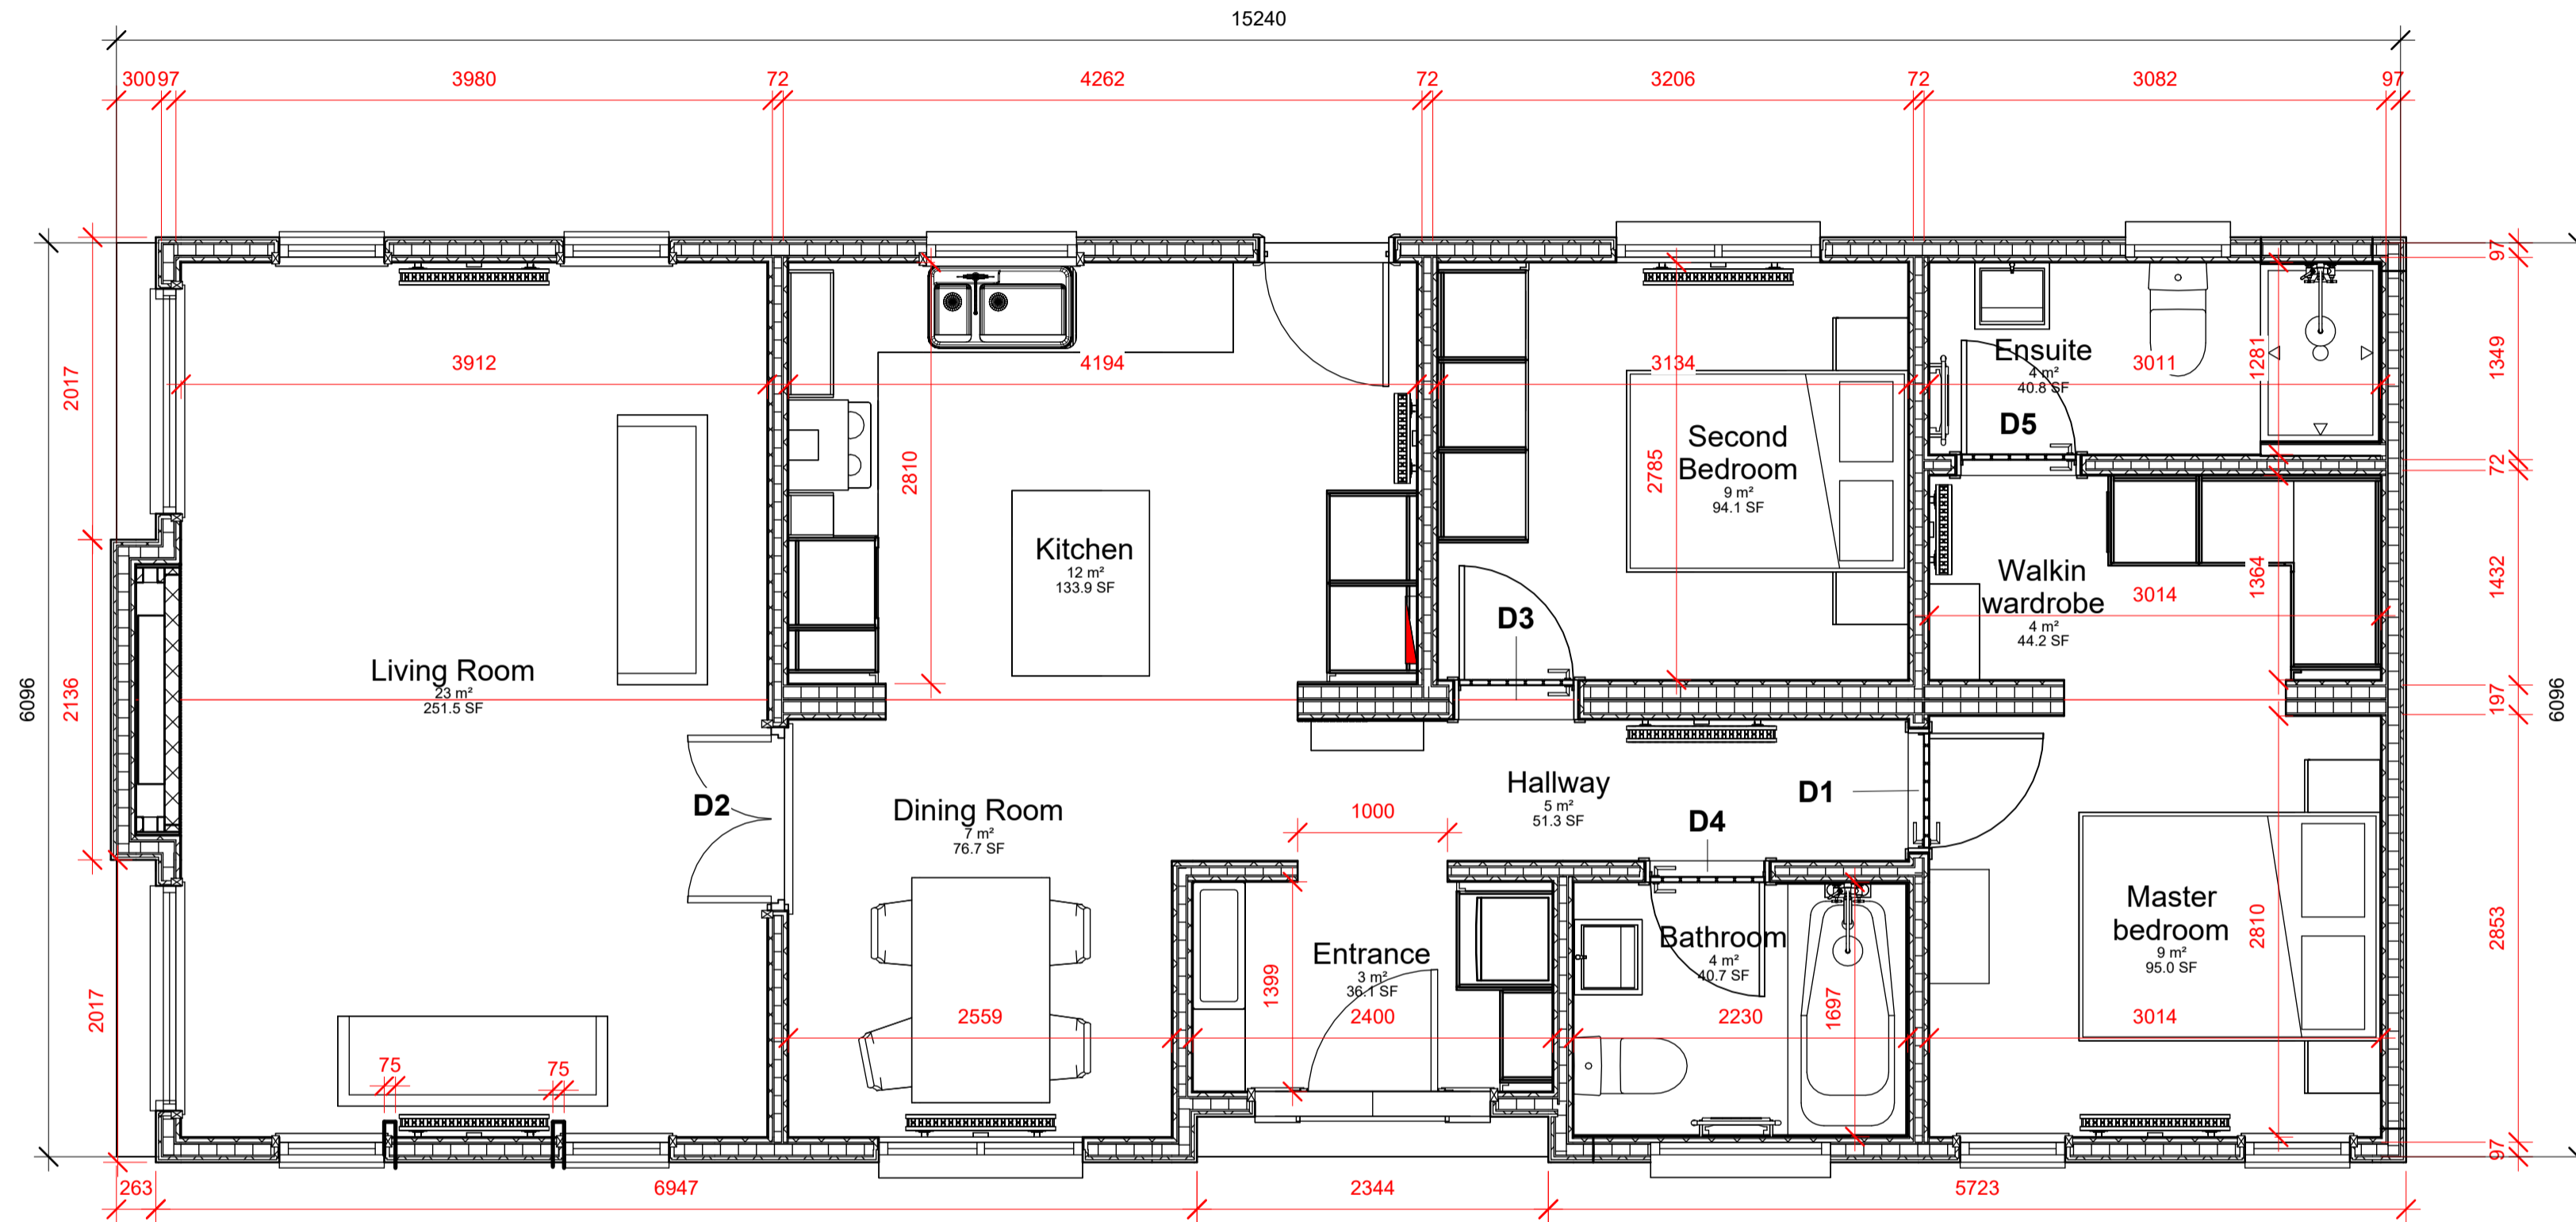 15240
300
97
3980
72
4262
72
3206
72
3082
97
6096
2017
2136
2017
97
1349
72
1432
197
2853
97
6096
3912
4194
2810
3134
2785
3011
1281
3014
1364
Ensuite
4 m²
40.8 SF
D5
Second
Bedroom
9 m²
94.1 SF
Kitchen
12 m²
133.9 SF
Walkin
wardrobe
4 m²
44.2 SF
D3
Living Room
23 m²
251.5 SF
D2
Dining Room
7 m²
76.7 SF
1000
Hallway
5 m²
51.3 SF
D1
D4
Master
bedroom
9 m²
95.0 SF
2810
Entrance
3 m²
36.1 SF
Bathroom
4 m²
40.7 SF
1399
1697
2559
2400
2230
3014
75
75
263
6947
2344
5723